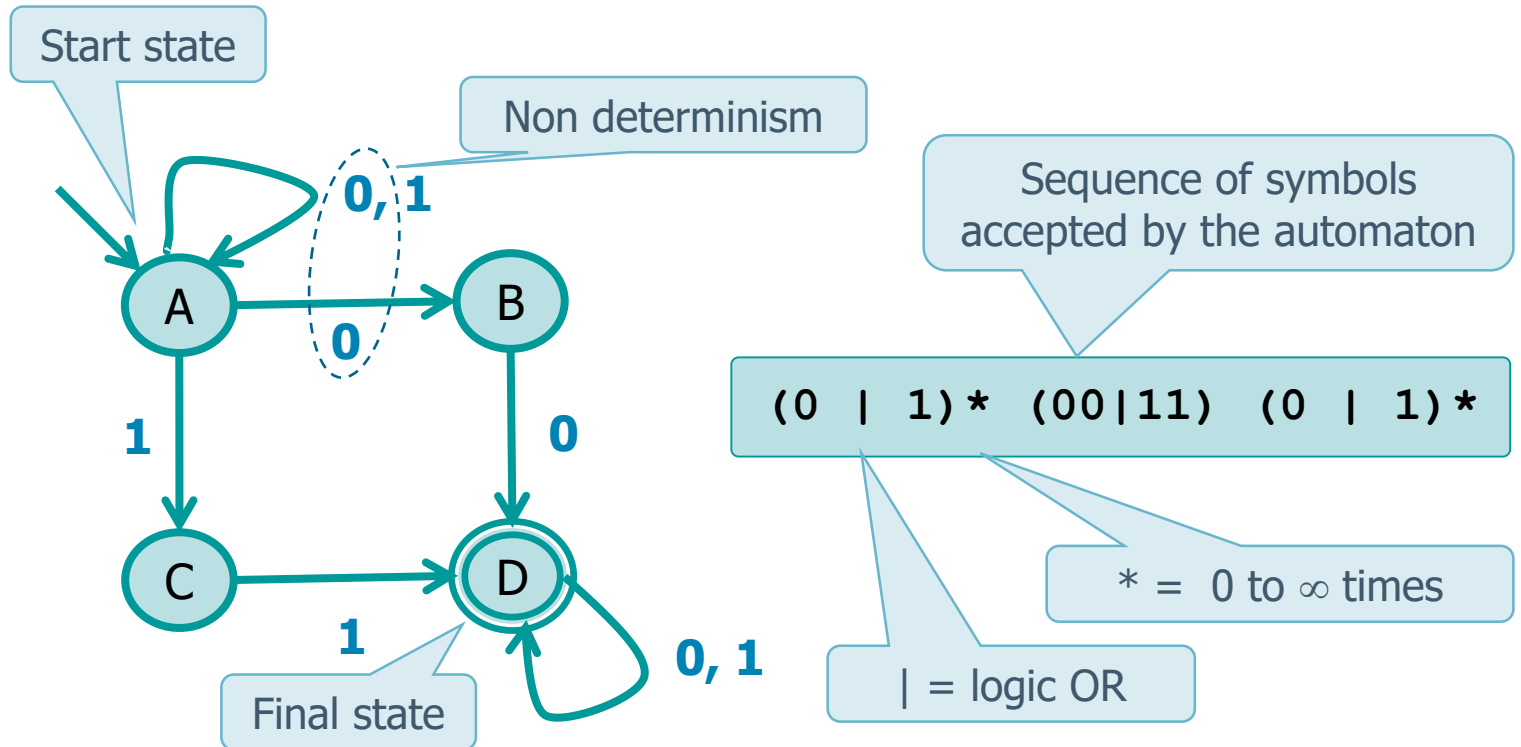 Start state
Non determinism
0, 1
Sequence of symbols
accepted by the automaton
A
B
0
(0 | 1)* (00|11) (0 | 1)*
1
0
C
D
* = 0 to ∞ times
1
0, 1
| = logic OR
Final state